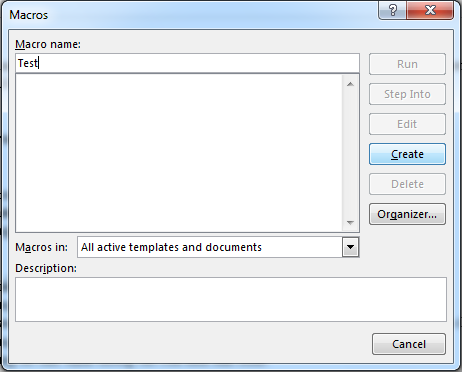 Macros
Macro name:
Test
Run
Step Into
Edit
Create
Delete
Organizer...
Macros in: All active templates and documents
Description:
Cancel